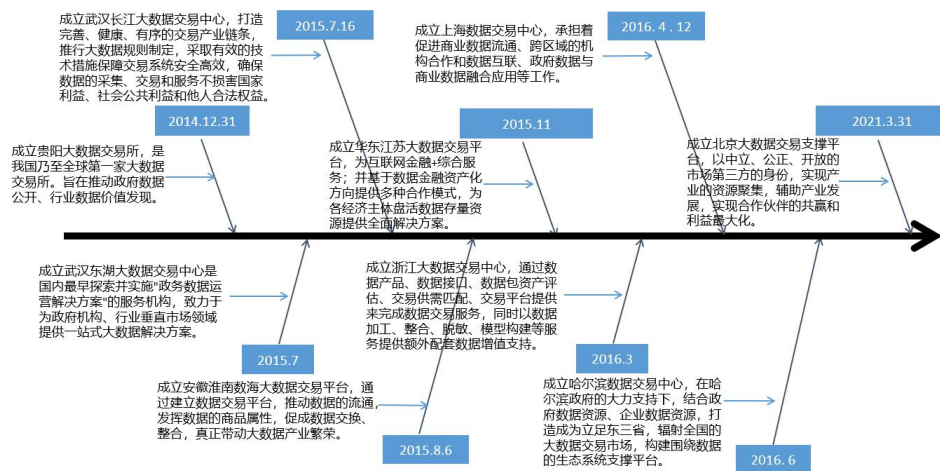 成立武汉长江大数据交易中心，打造
完善、健康、有序的交易产业链条，
推行大数据规则制定，采取有效的技
术措施保障交易系统安全高效，确保
数据的采集、交易和服务不损害国家
利益、社会公共利益和他人合法权益。
2015.7.16
成立上海数据交易中心，承担着
促进商业数据流通、跨区域的机
构合作和数据互联、政府数据与
商业数据融合应用等工作。
2016. 4 . 12
2014.12.31
成立贵阳大数据交易所，是
我国乃至全球第一家大数据
交易所。旨在推动政府数据
公开、行业数据价值发现。
2015.11
成立华东江苏大数据交易平
台，为互联网金融+综合服
务；并基于数据金融资产化
方向提供多种合作模式，为
各经济主体盘活数据存量资
源提供全面解决方案。
2021.3.31
成立北京大数据交易支撑平
台，以中立、公正、开放的
市场第三方的身份，实现产
业的资源聚集，辅助产业发
展，实现合作伙伴的共赢和
利益最大化。
成立武汉东湖大数据交易中心是
国内最早探索并实施"政务数据运
营解决方案"的服务机构，致力于
为政府机构、行业垂直市场领域
提供一站式大数据解决方案。
2015.7
成立浙江大数据交易中心，通过数
据产品、数据接口、数据包资产评
估、交易供需匹配、交易平台提供
来完成数据交易服务，同时以数据
加工、整合、脱敏、模型构建等服
务提供额外配套数据增值支持。
2016.3
成立安徽淮南数海大数据交易平台，通
过建立数据交易平台，推动数据的流通，
发挥数据的商品属性，促成数据交换、
整合，真正带动大数据产业繁荣。
2015.8.6
成立哈尔滨数据交易中心，在哈
尔滨政府的大力支持下，结合政
府数据资源、企业数据资源，打
造成为立足东三省，辐射全国的
大数据交易市场，构建围绕数据
的生态系统支撑平台。
2016. 6